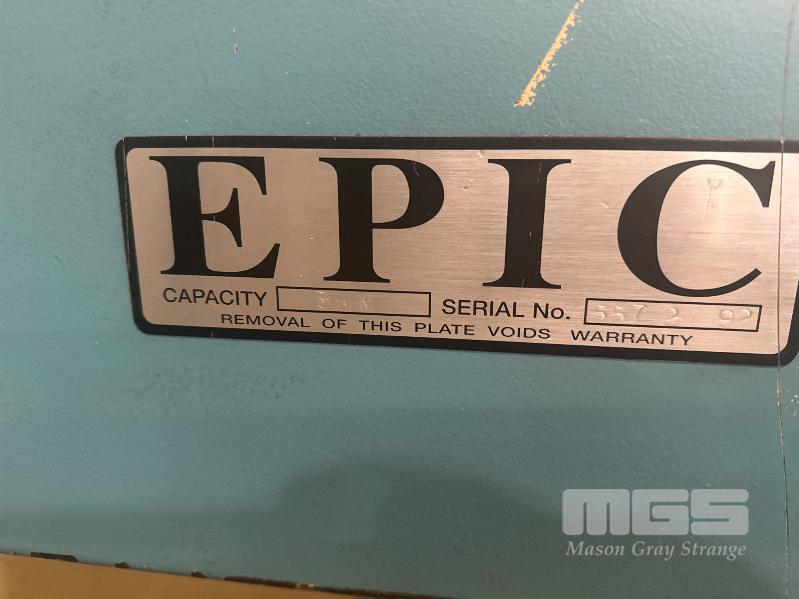 EPIC
CAPACITY SERIAL No.
REMOVAL OF THIS PLATE VOIDS WARRANTY
MGS
Mason Gray Strange